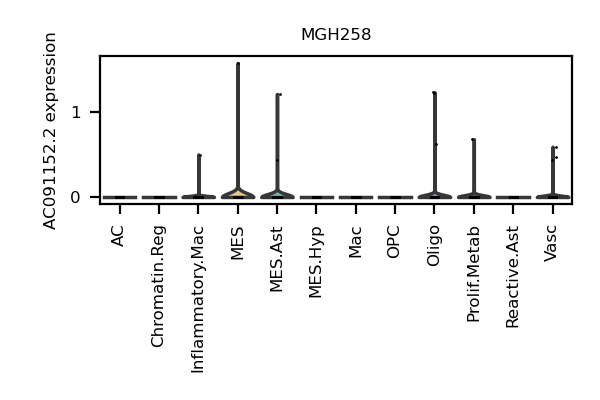 MGH258
AC091152.2 expression
1
0
AC
Chromatin.Reg
Inflammatory.Mac
MES
MES.Ast
MES.Hyp
Mac
OPC
Oligo
Prolif.Metab
Reactive.Ast
Vasc